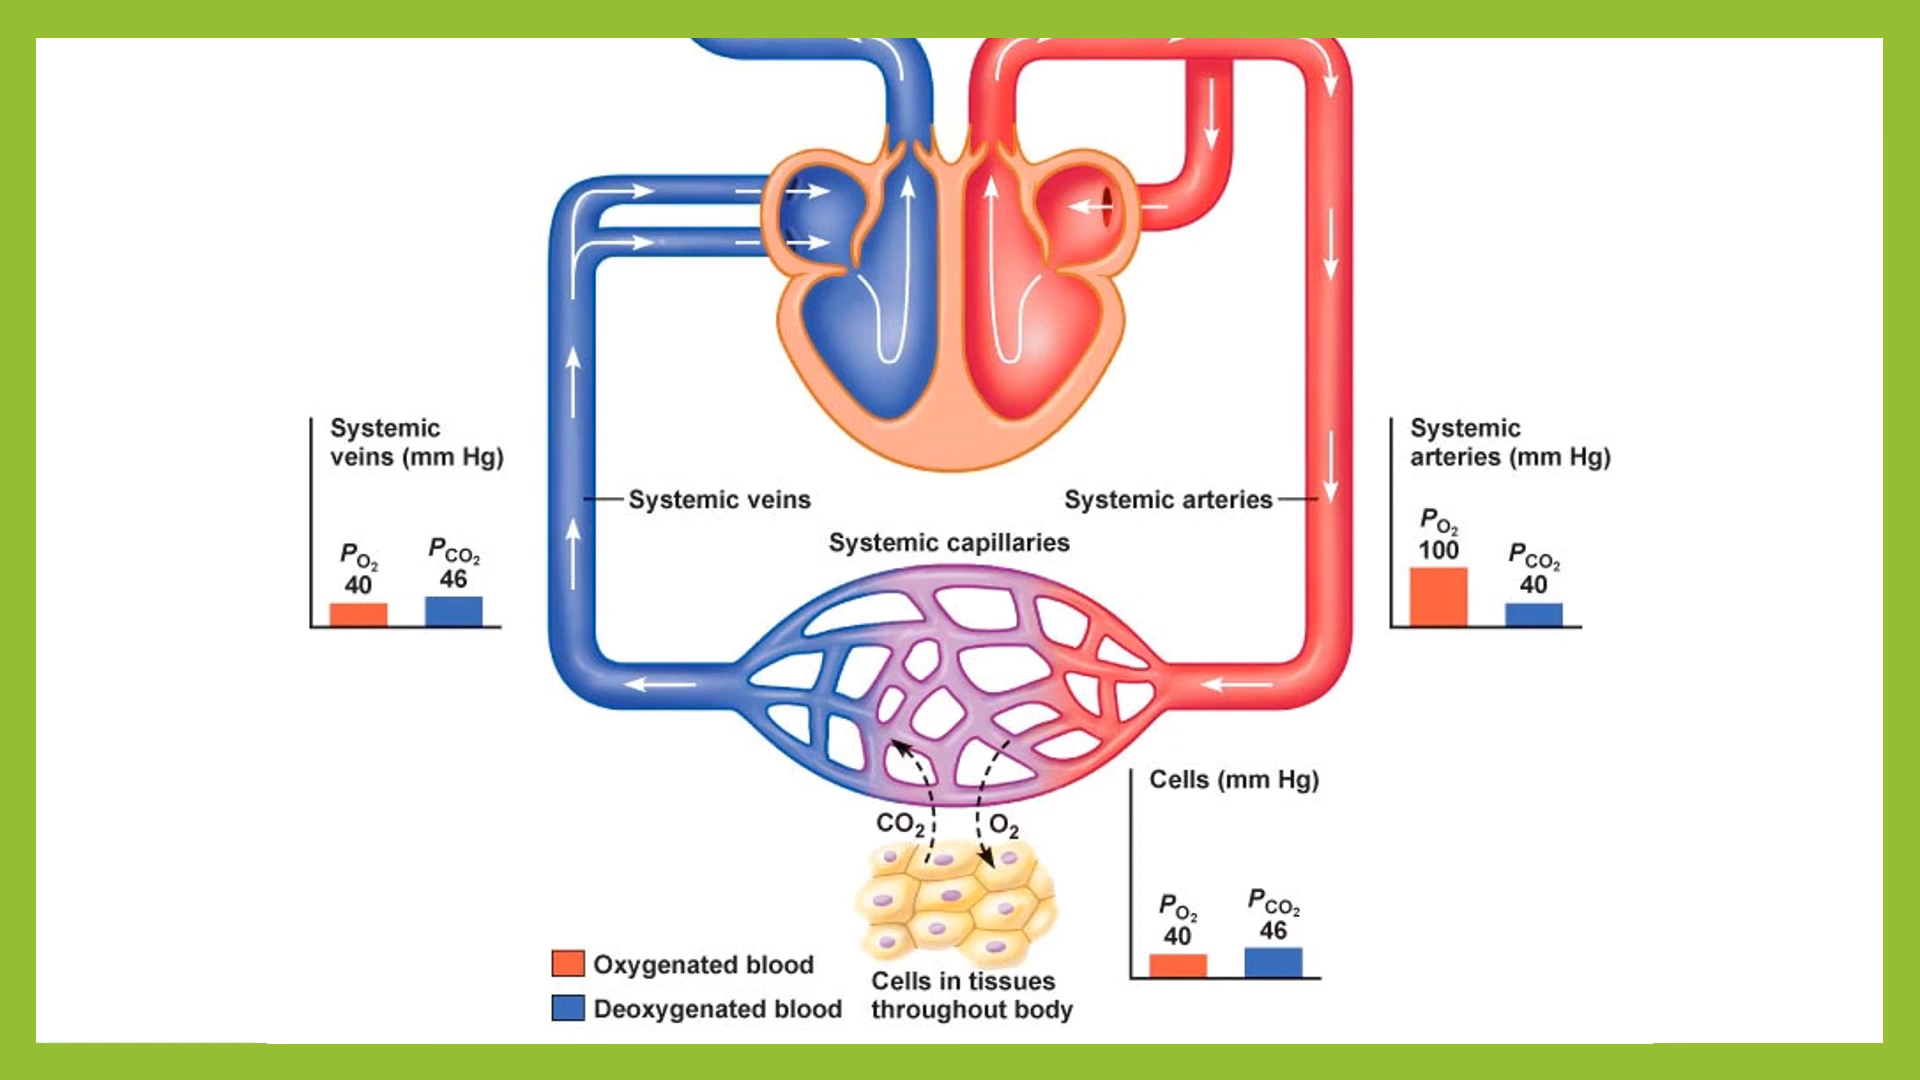 Systemic
veins (mm Hg)
PO2
40
PCO2
46
Systemic veins
Systemic arteries
Systemic capillaries
Systemic
arteries (mm Hg)
PO2
100
PCO2
40
CO2
O2
Cells (mm Hg)
PO2
40
PCO2
46
Oxygenated blood
Deoxygenated blood
Cells in tissues
throughout body